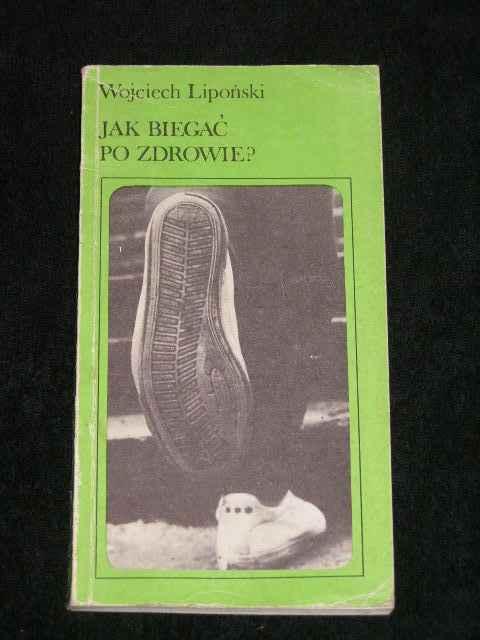 Wojciech Lipoński
JAK BIEGAĆ
PO ZDROWIE?